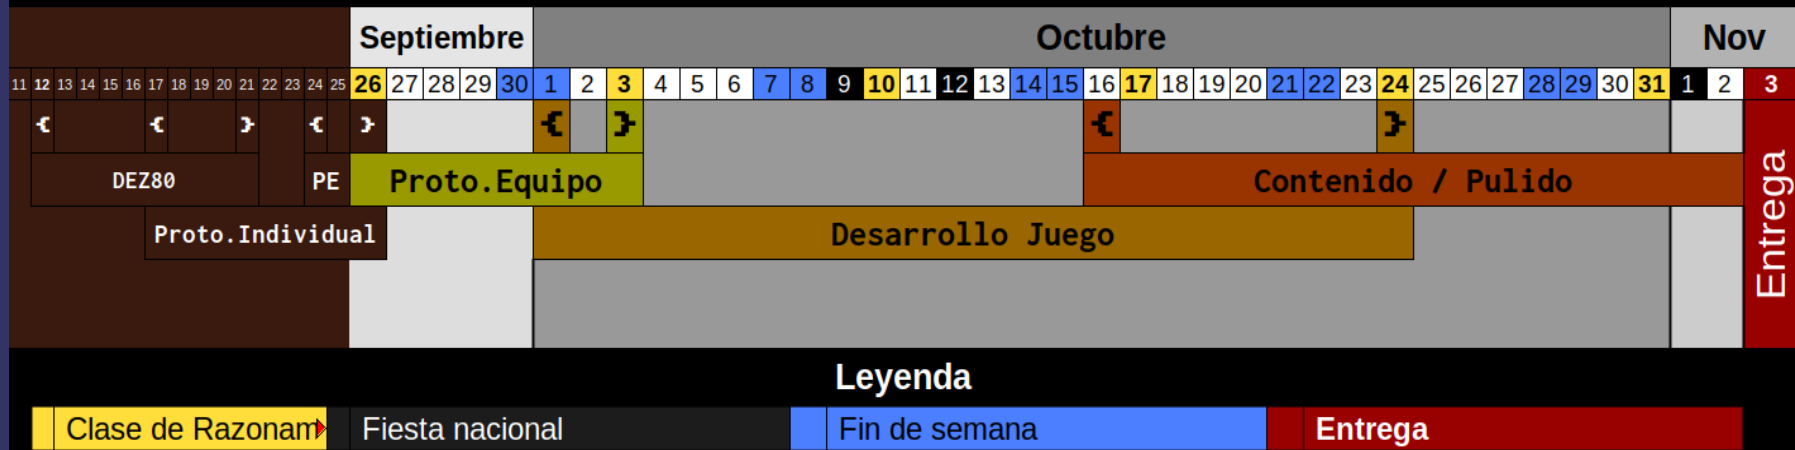 Septiembre Octubre Nov
11 12 13 14 15 16 17 18 19 20 21 22 23 24 25 26 27 28 29 30 1 2 3 4 5 6 7 8 9 10 11 12 13 14 15 16 17 18 19 20 21 22 23 24 25 26 27 28 29 30 31 1 2 3
{ { } { } { } { }
DEZ80 PE Proto.Equipo Contenido / Pulido
Proto.Individual Desarrollo Juego
Entrega
Leyenda
Clase de Razonam Fiesta nacional Fin de semana Entrega